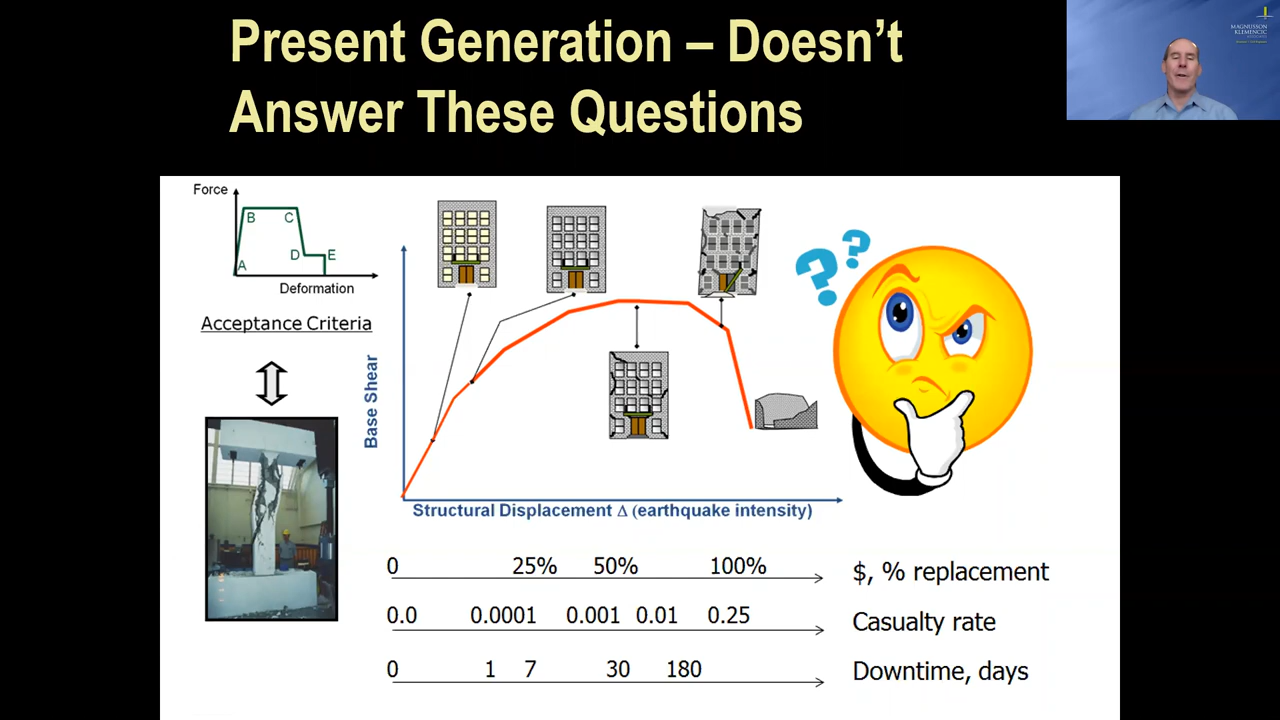 Present Generation – Doesn't
Answer These Questions
MAGNUSSON
KLEMENCIC
Force
B
C
D
E
A
Deformation
Acceptance Criteria
Base Shear
Structural Displacement Δ (earthquake intensity)
? ?
0 25% 50% 100% $, % replacement
0.0 0.0001 0.001 0.01 0.25 Casualty rate
0 1 7 30 180 Downtime, days